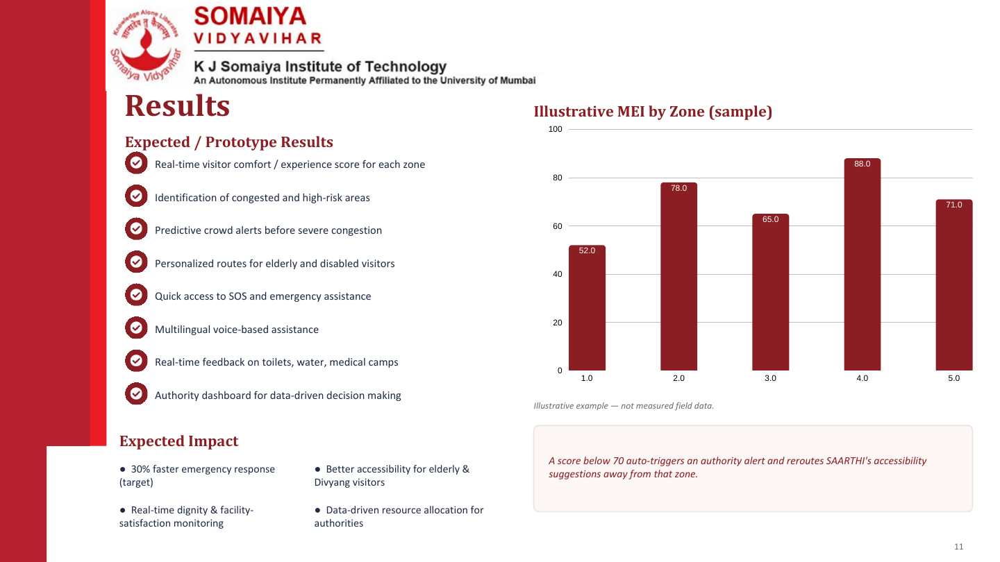 Knowledge Alone Liberates
Somaiya Vidyavihar
SOMAIYA
VIDYAVIHAR
K J Somaiya Institute of Technology
An Autonomous Institute Permanently Affiliated to the University of Mumbai
Results
Expected / Prototype Results
Real-time visitor comfort / experience score for each zone
Identification of congested and high-risk areas
Predictive crowd alerts before severe congestion
Personalized routes for elderly and disabled visitors
Quick access to SOS and emergency assistance
Multilingual voice-based assistance
Real-time feedback on toilets, water, medical camps
Authority dashboard for data-driven decision making
Expected Impact
● 30% faster emergency response
(target)
● Real-time dignity & facility-
satisfaction monitoring
● Better accessibility for elderly &
Divyang visitors
● Data-driven resource allocation for
authorities
Illustrative MEI by Zone (sample)
100
80
60
40
20
0
52.0
78.0
65.0
88.0
71.0
1.0
2.0
3.0
4.0
5.0
Illustrative example — not measured field data.
A score below 70 auto-triggers an authority alert and reroutes SAARTHI's accessibility
suggestions away from that zone.
11